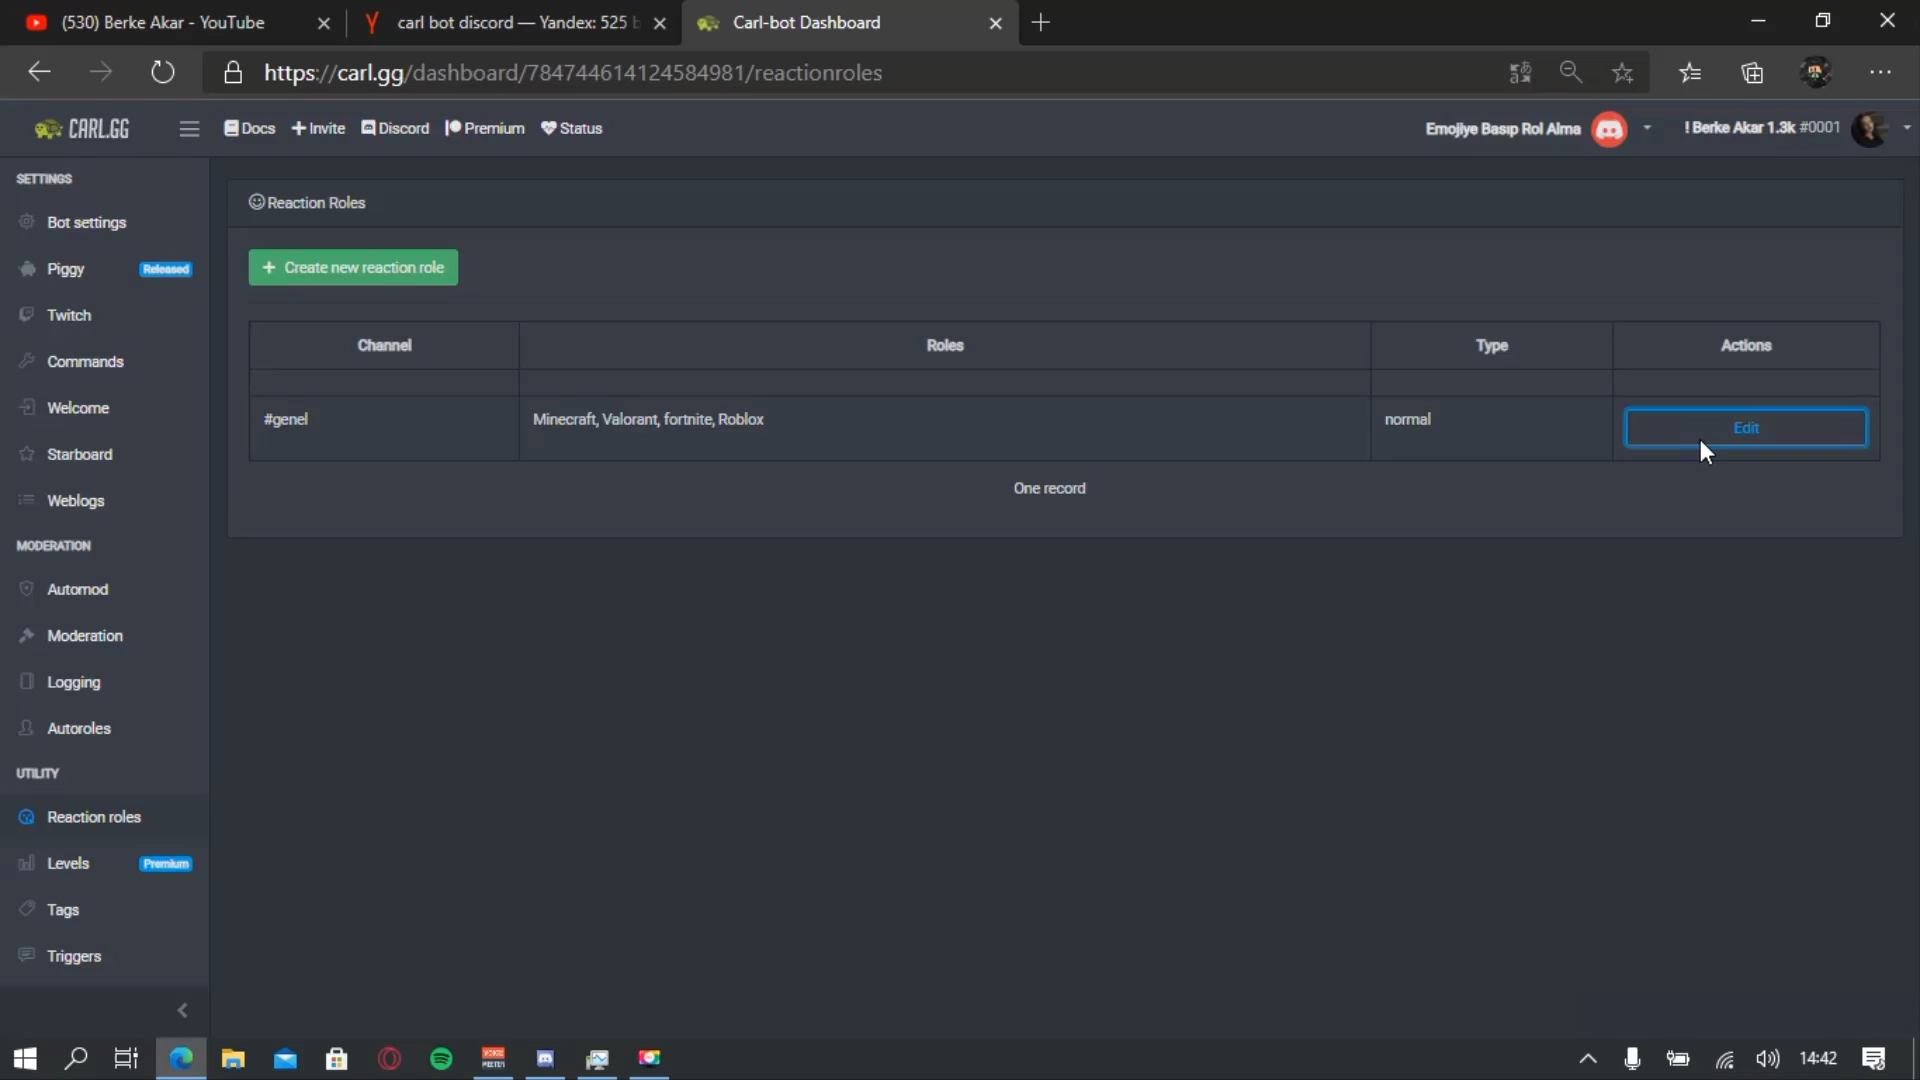 (530) Berke Akar - YouTube
carl bot discord — Yandex: 525 b
Carl-bot Dashboard
https://carl.gg/dashboard/784744614124584981/reactionroles
CARL.GG
Docs
Invite
Discord
Premium
Status
Emojiye Basıp Rol Alma
! Berke Akar 1.3k #0001
SETTINGS
Bot settings
Piggy
Released
Twitch
Commands
Welcome
Starboard
Weblogs
MODERATION
Automod
Moderation
Logging
Autoroles
UTILITY
Reaction roles
Levels
Premium
Tags
Triggers
Reaction Roles
+ Create new reaction role
Channel
Roles
Type
Actions
#genel
Minecraft, Valorant, fortnite, Roblox
normal
Edit
One record
VOICE
MEETER
14:42